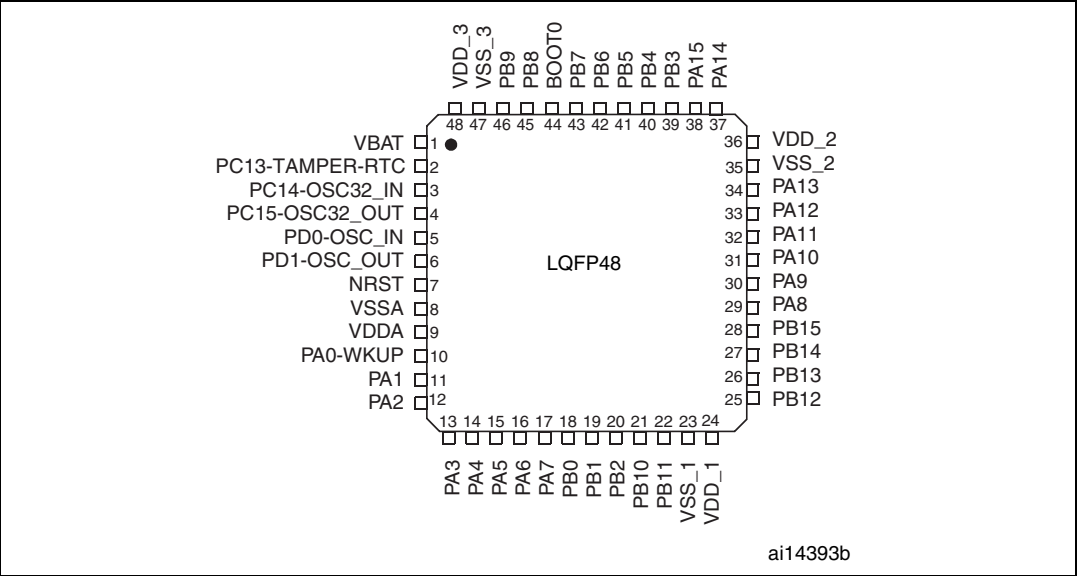 VDD_3
VSS_3
PB9
PB8
BOOT0
PB7
PB6
PB5
PB4
PB3
PA15
PA14
48 47 46 45 44 43 42 41 40 39 38 37
VBAT 1
PC13-TAMPER-RTC 2
PC14-OSC32_IN 3
PC15-OSC32_OUT 4
PD0-OSC_IN 5
PD1-OSC_OUT 6
NRST 7
VSSA 8
VDDA 9
PA0-WKUP 10
PA1 11
PA2 12
LQFP48
36 VDD_2
35 VSS_2
34 PA13
33 PA12
32 PA11
31 PA10
30 PA9
29 PA8
28 PB15
27 PB14
26 PB13
25 PB12
13 14 15 16 17 18 19 20 21 22 23 24
PA3
PA4
PA5
PA6
PA7
PB0
PB1
PB2
PB10
PB11
VSS_1
VDD_1
ai14393b